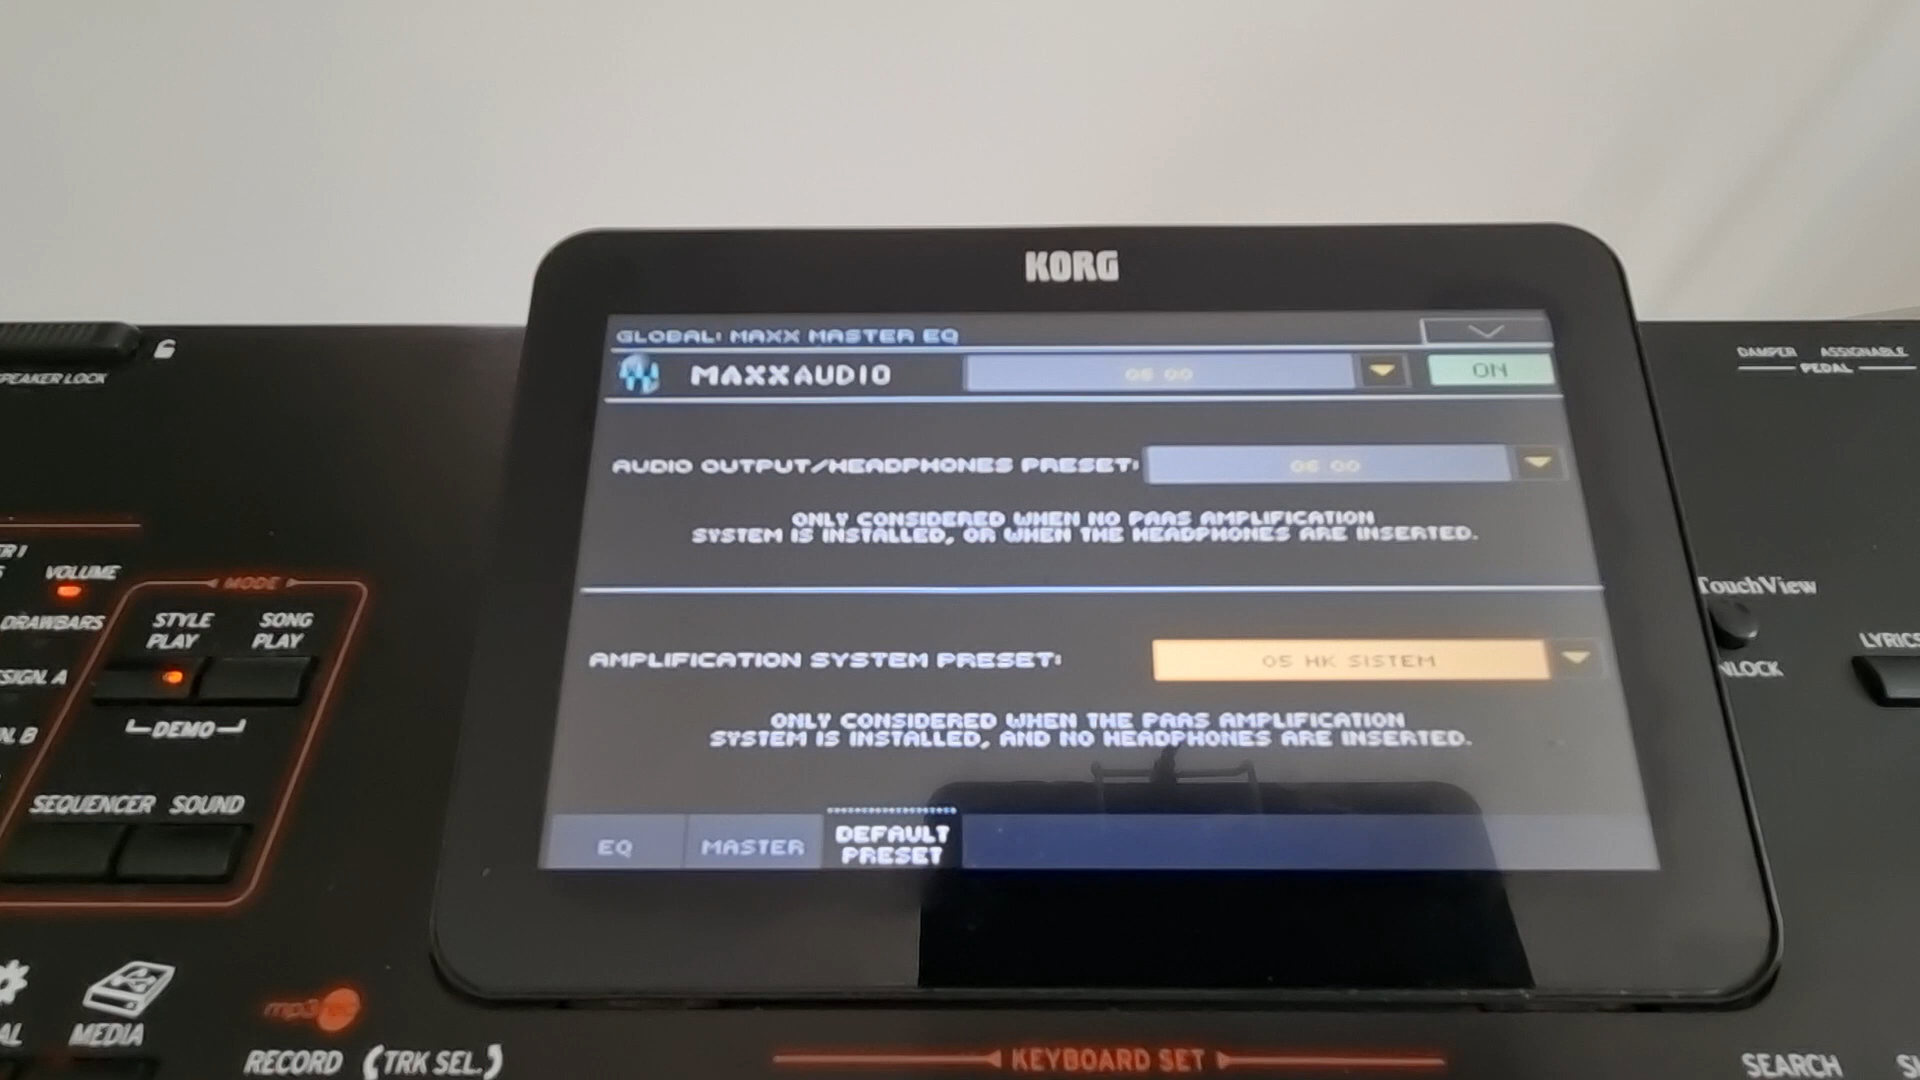 KORG
GLOBAL: MAXX MASTER EQ
MAXXAUDIO
ON
AUDIO OUTPUT/HEADPHONES PRESET:
ONLY CONSIDERED WHEN NO PAAS AMPLIFICATION
SYSTEM IS INSTALLED, OR WHEN THE HEADPHONES ARE INSERTED.
AMPLIFICATION SYSTEM PRESET:
05 HK SISTEM
ONLY CONSIDERED WHEN THE PAAS AMPLIFICATION
SYSTEM IS INSTALLED, AND NO HEADPHONES ARE INSERTED.
EQ
MASTER
DEFAULT
PRESET
LOCK
VOLUME
DRAWBARS
MODE
STYLE
PLAY
SONG
PLAY
DEMO
SEQUENCER
SOUND
MEDIA
mp3
RECORD
(TRK SEL.)
KEYBOARD SET
DAMPER
ASSIGNABLE
PEDAL
TouchView
LYRICS
SEARCH